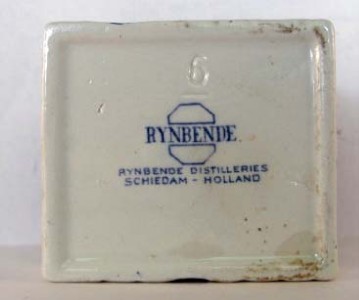 6
RYNBENDE
RYNBENDE DISTILLERIES
SCHIEDAM - HOLLAND